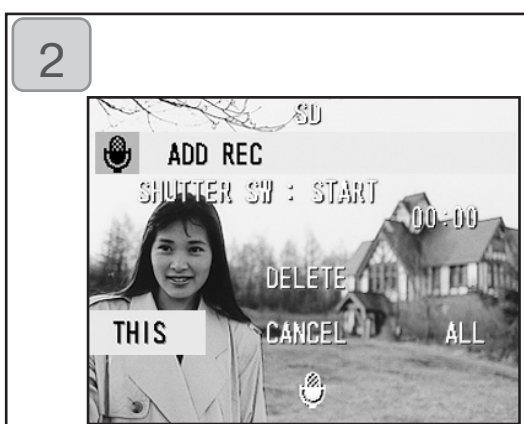 2
SD
ADD REC
SHUTTER SW : START
00:00
DELETE
THIS CANCEL ALL